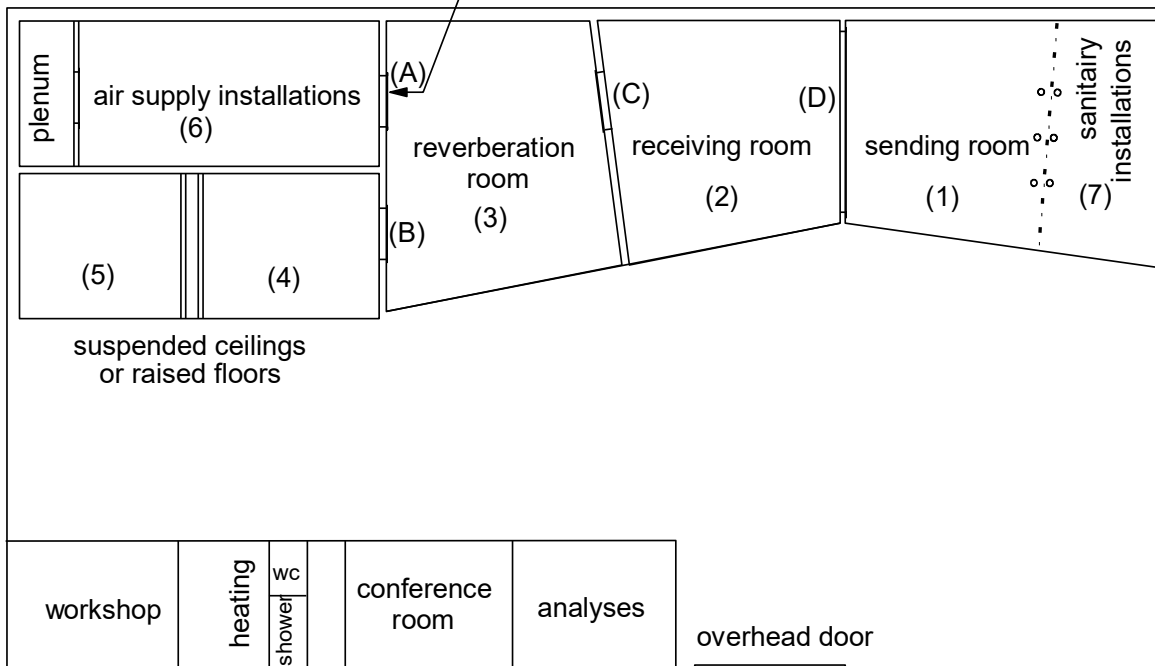 plenum
air supply installations
(6)
(A)
(B)
(5)
(4)
suspended ceilings
or raised floors
reverberation
room
(3)
(C)
receiving room
(2)
(D)
sending room
(1)
sanitairy
installations
(7)
workshop
heating
wc
shower
conference
room
analyses
overhead door